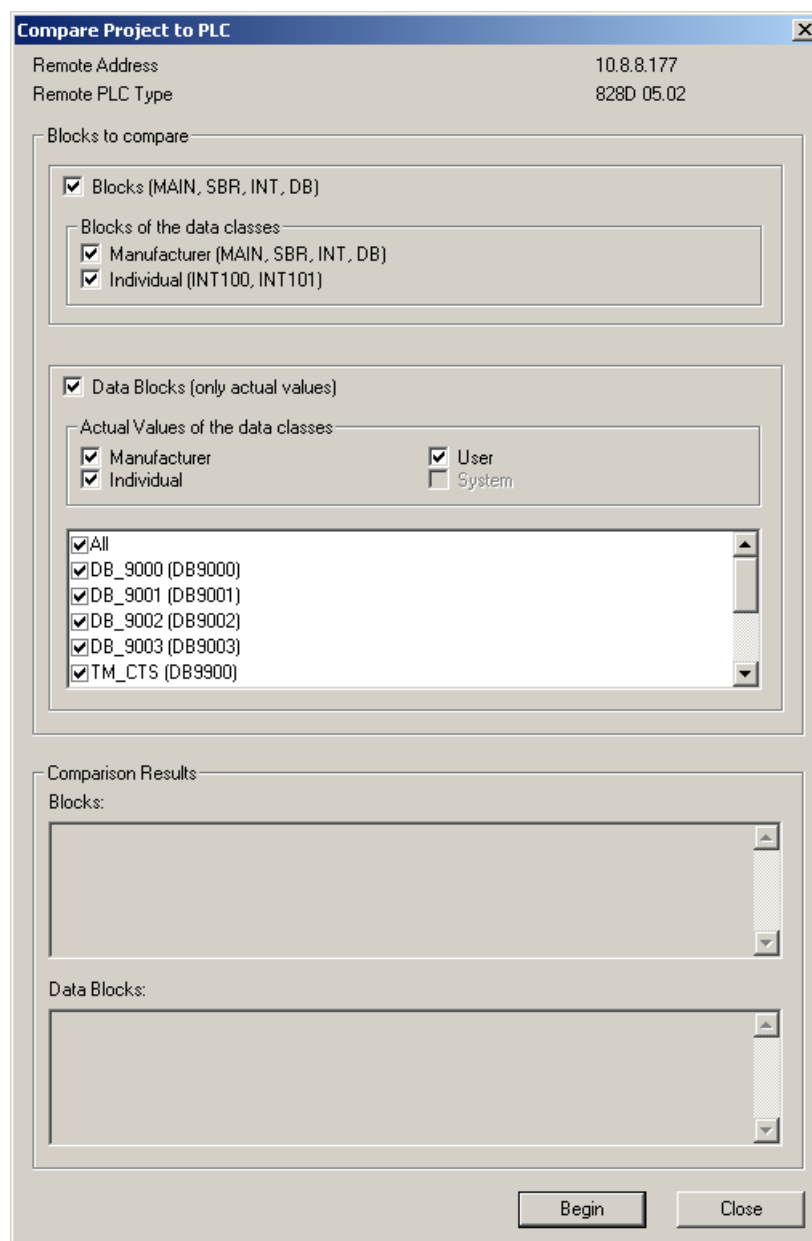 Compare Project to PLC
Remote Address 10.8.8.177
Remote PLC Type 828D 05.02
Blocks to compare
Blocks (MAIN, SBR, INT, DB)
Blocks of the data classes
Manufacturer (MAIN, SBR, INT, DB)
Individual (INT100, INT101)
Data Blocks (only actual values)
Actual Values of the data classes
Manufacturer User
Individual System
All
DB_9000 (DB9000)
DB_9001 (DB9001)
DB_9002 (DB9002)
DB_9003 (DB9003)
TM_CTS (DB9900)
Comparison Results
Blocks:
Data Blocks:
Begin Close